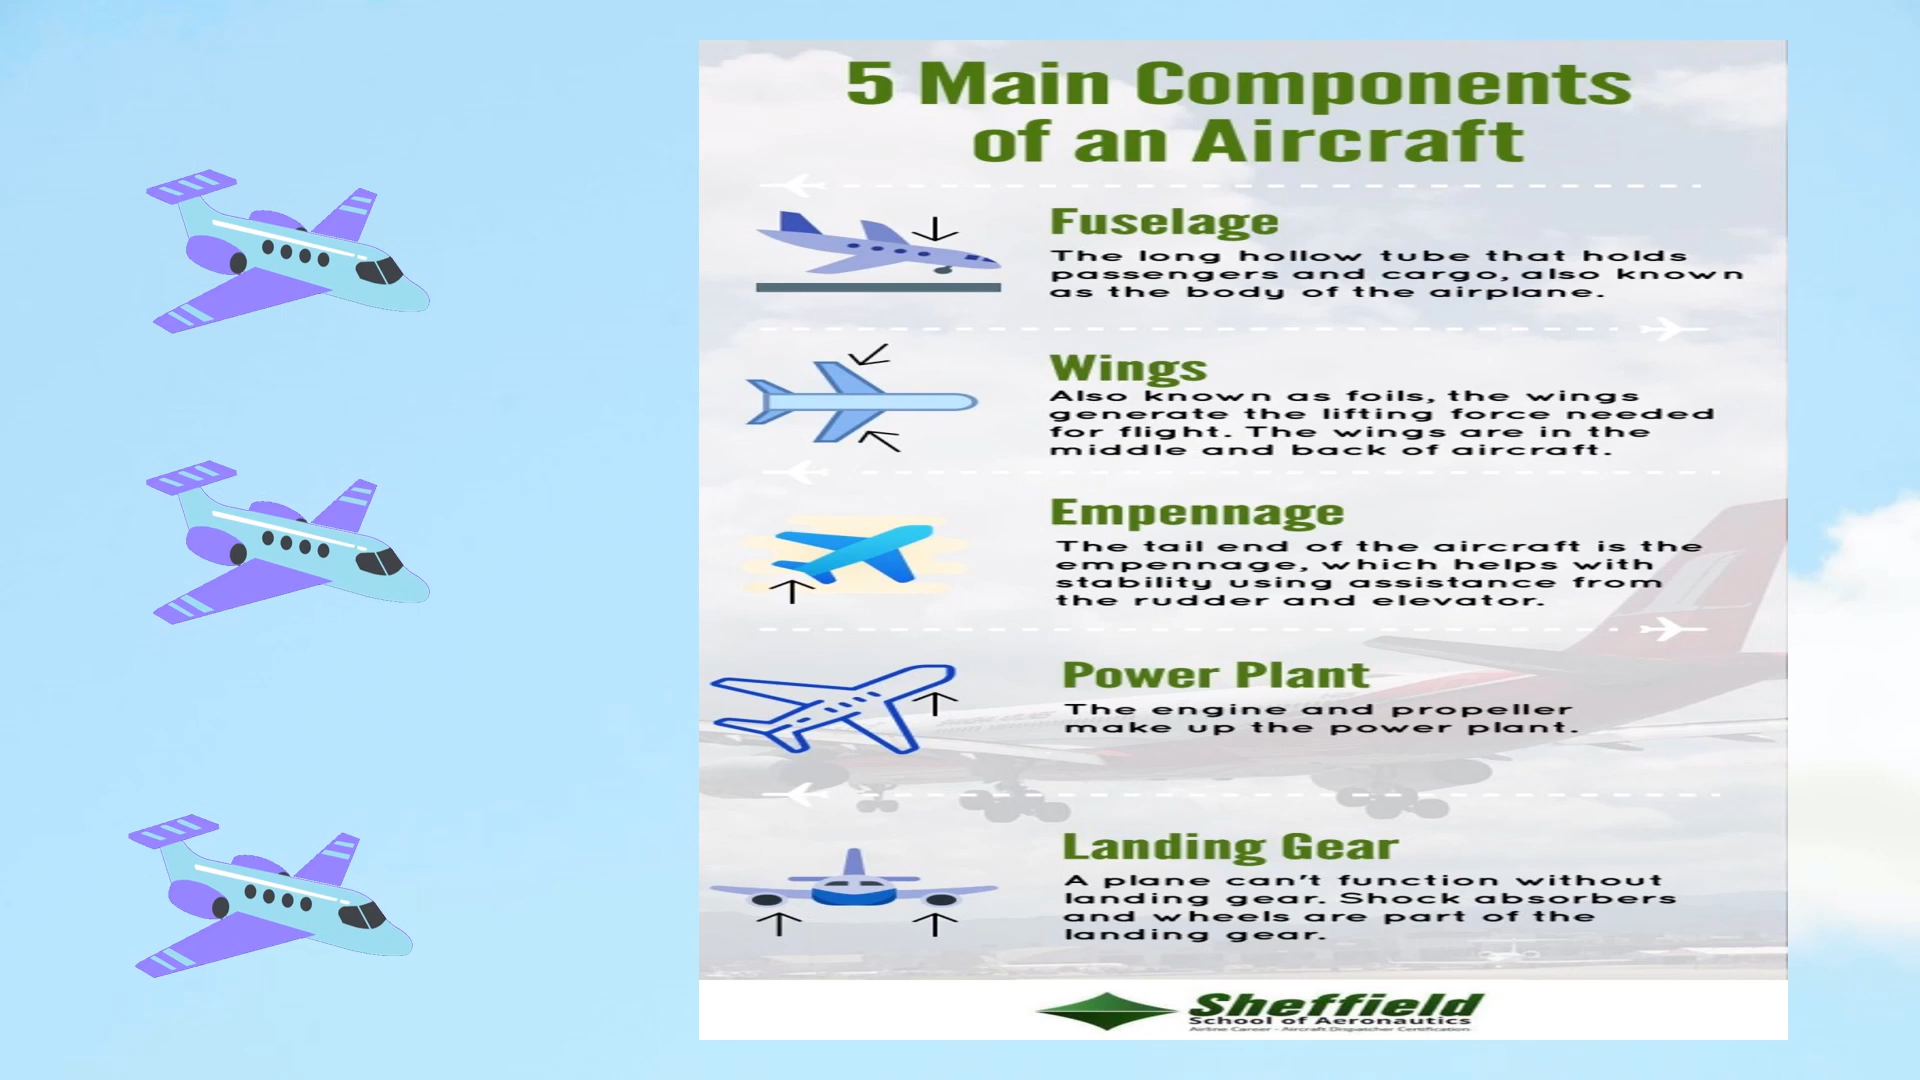 5 Main Components
of an Aircraft
Fuselage
The long hollow tube that holds
passengers and cargo, also known
as the body of the airplane.
Wings
Also known as foils, the wings
generate the lifting force needed
for flight. The wings are in the
middle and back of aircraft.
Empennage
The tail end of the aircraft is the
empennage, which helps with
stability using assistance from
the rudder and elevator.
Power Plant
The engine and propeller
make up the power plant.
Landing Gear
A plane can't function without
landing gear. Shock absorbers
and wheels are part of the
landing gear.
Sheffield
School of Aeronautics
Airline Career - Aircraft Dispatcher Certification